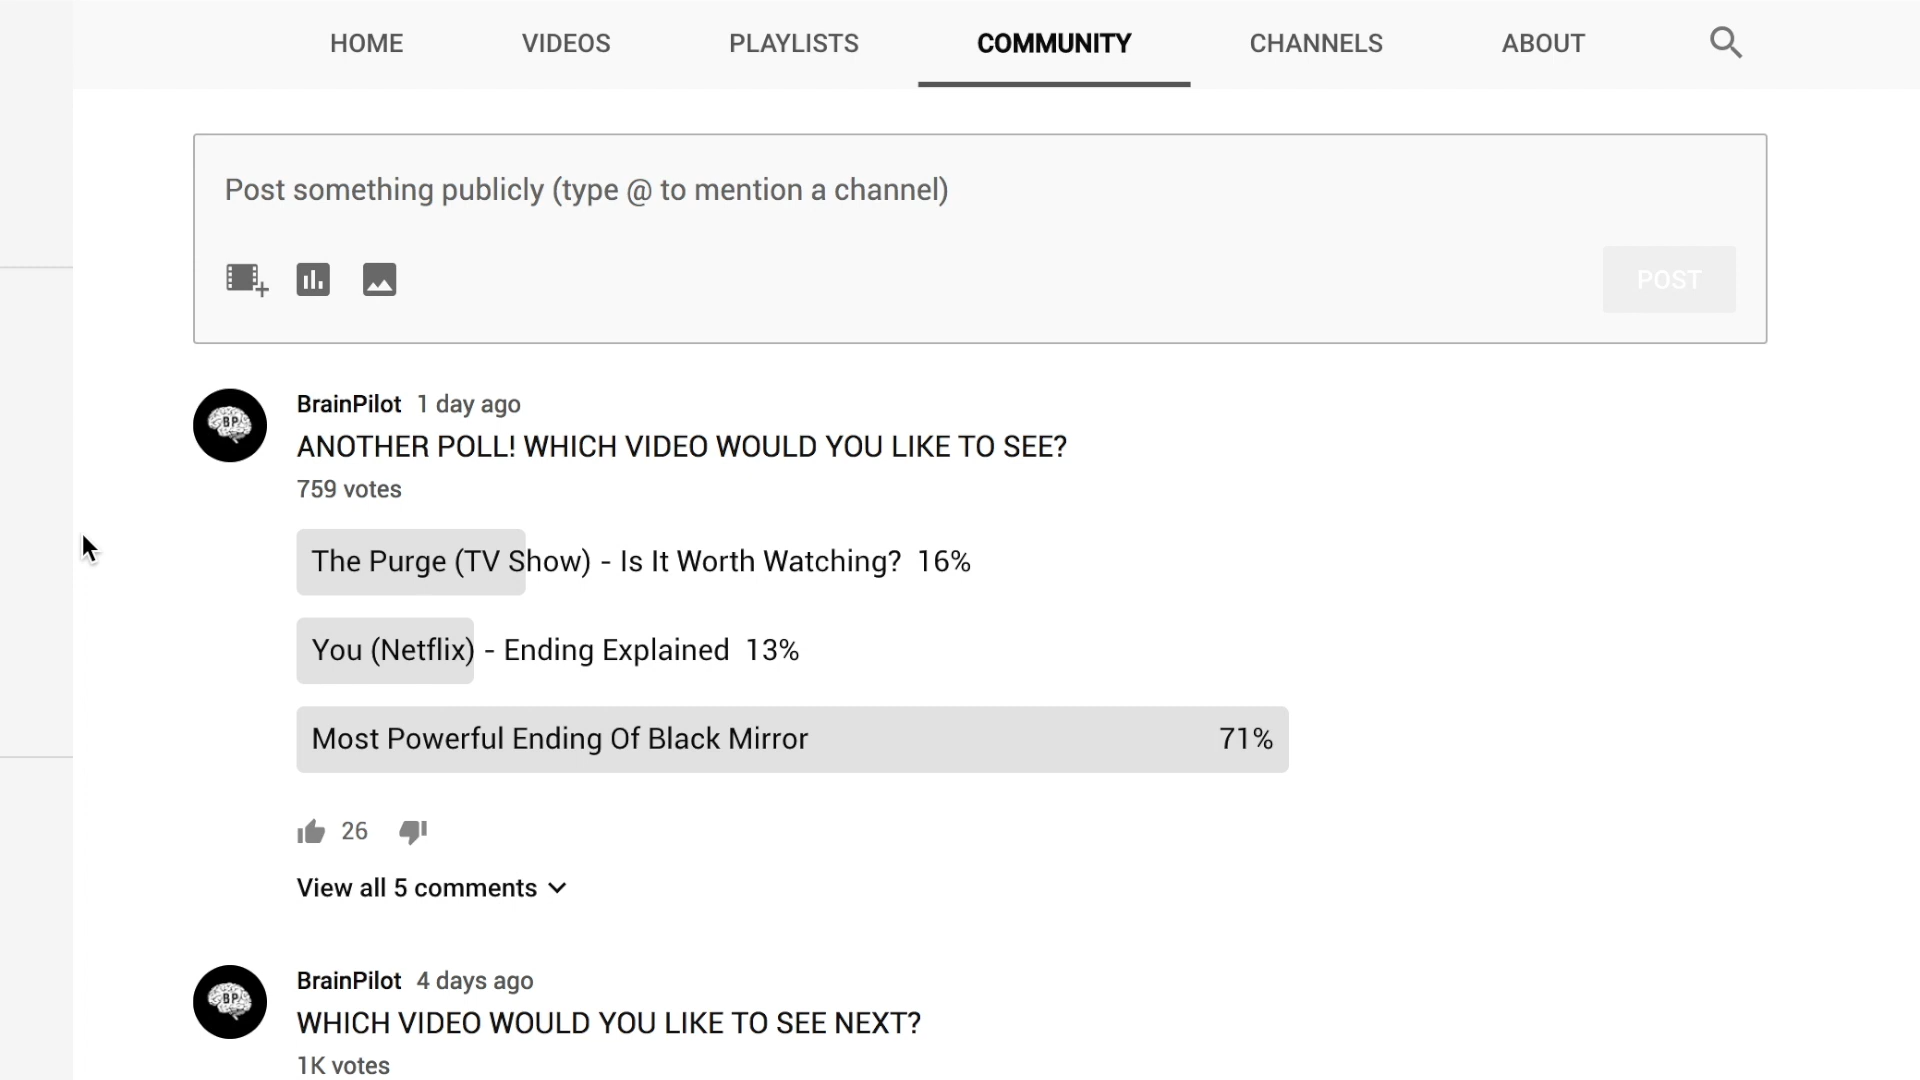 HOME VIDEOS PLAYLISTS COMMUNITY CHANNELS ABOUT
Post something publicly (type @ to mention a channel)
POST
BrainPilot 1 day ago
BP
ANOTHER POLL! WHICH VIDEO WOULD YOU LIKE TO SEE?
759 votes
The Purge (TV Show) - Is It Worth Watching? 16%
You (Netflix) - Ending Explained 13%
Most Powerful Ending Of Black Mirror 71%
26
View all 5 comments
BrainPilot 4 days ago
BP
WHICH VIDEO WOULD YOU LIKE TO SEE NEXT?
1K votes